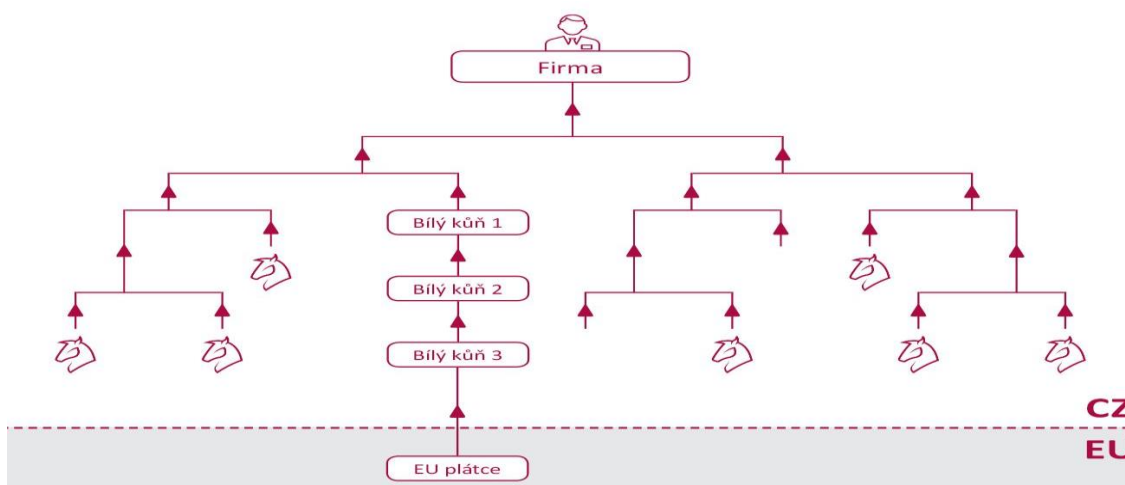 Firma
Bílý kůň 1
Bílý kůň 2
Bílý kůň 3
CZ
EU
EU plátce